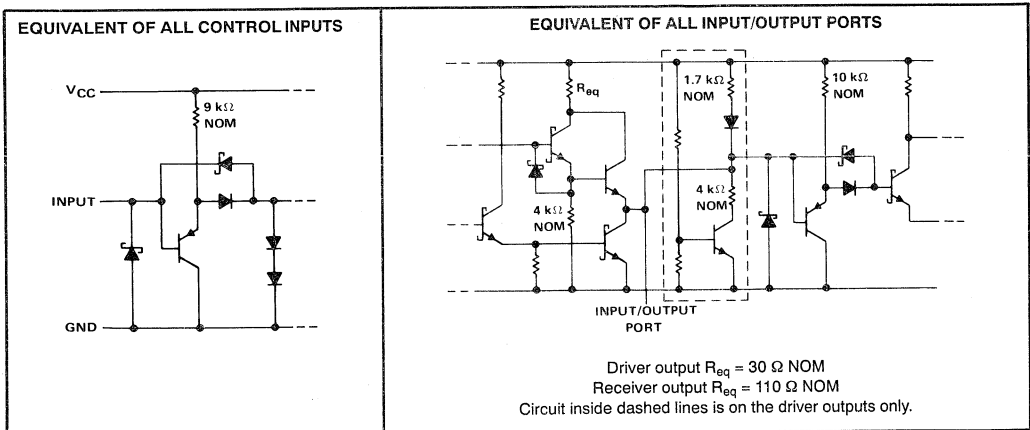 EQUIVALENT OF ALL CONTROL INPUTS
VCC
9 kΩ
NOM
INPUT
GND
EQUIVALENT OF ALL INPUT/OUTPUT PORTS
Req
4 kΩ
NOM
1.7 kΩ
NOM
4 kΩ
NOM
10 kΩ
NOM
INPUT/OUTPUT
PORT
Driver output Req = 30 Ω NOM
Receiver output Req = 110 Ω NOM
Circuit inside dashed lines is on the driver outputs only.